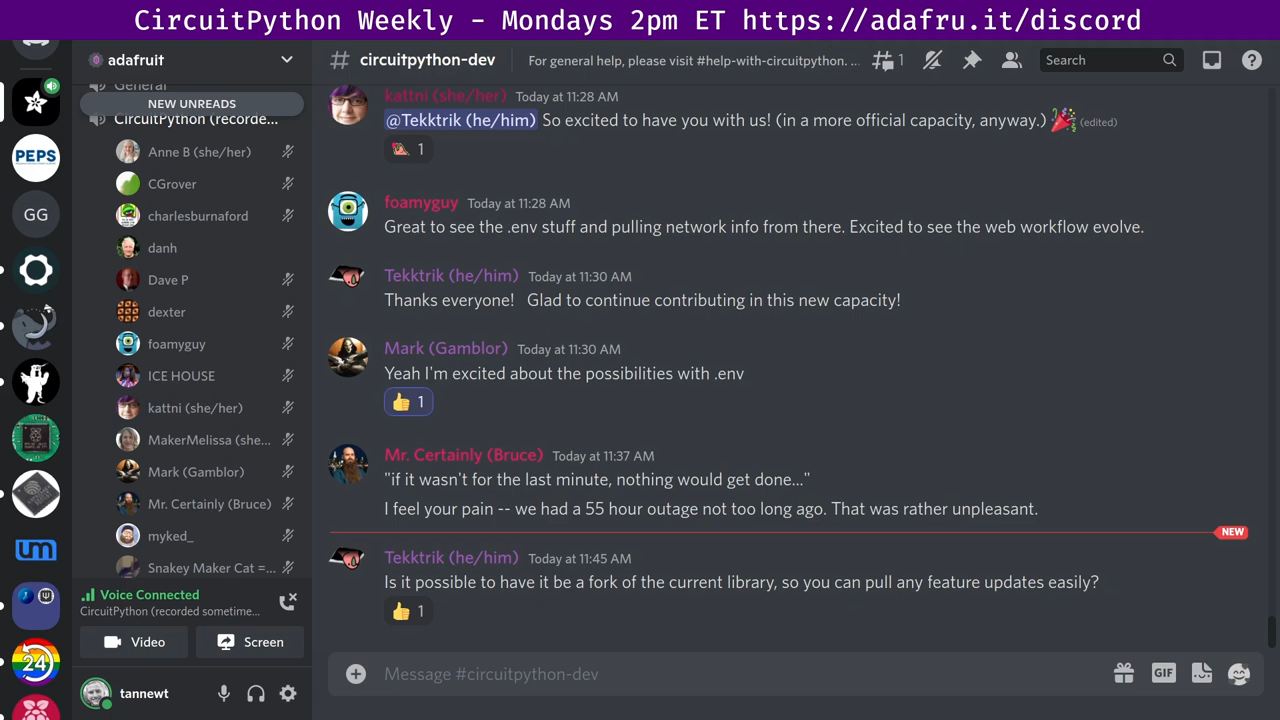 CircuitPython Weekly - Mondays 2pm ET https://adafru.it/discord
adafruit
General
NEW UNREADS
CircuitPython (recorde...
Anne B (she/her)
CGrover
charlesburnaford
danh
Dave P
dexter
foamyguy
ICE HOUSE
kattni (she/her)
MakerMelissa (she...
Mark (Gamblor)
Mr. Certainly (Bruce)
myked_
Snakey Maker Cat =...
Voice Connected
CircuitPython (recorded sometime...
Video
Screen
tannewt
PEPS
GG
um
24
# circuitpython-dev
For general help, please visit #help-with-circuitpython. ...
1
Search
kattni (she/her) Today at 11:28 AM
@Tekktrik (he/him) So excited to have you with us! (in a more official capacity, anyway.) 🎉 (edited)
1
foamyguy Today at 11:28 AM
Great to see the .env stuff and pulling network info from there. Excited to see the web workflow evolve.
Tekktrik (he/him) Today at 11:30 AM
Thanks everyone! Glad to continue contributing in this new capacity!
Mark (Gamblor) Today at 11:30 AM
Yeah I'm excited about the possibilities with .env
👍 1
Mr. Certainly (Bruce) Today at 11:37 AM
"if it wasn't for the last minute, nothing would get done..."
I feel your pain -- we had a 55 hour outage not too long ago. That was rather unpleasant.
NEW
Tekktrik (he/him) Today at 11:45 AM
Is it possible to have it be a fork of the current library, so you can pull any feature updates easily?
👍 1
Message #circuitpython-dev
GIF